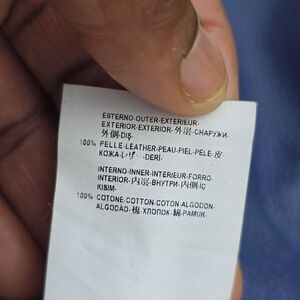 ESTERNO-OUTER-EXTERIEUR-
EXTERIOR-EXTERIOR-外层-СНАРУЖИ-
外側-DIŞ-
100% PELLE-LEATHER-PEAU-PIEL-PELE-皮
КОЖА-レザー-DERİ-
INTERNO-INNER-INTERIEUR-FORRO-
INTERIOR-内层-ВНУТРИ-内側-İÇ
KISIM-
100% COTONE-COTTON-COTON-ALGODON-
ALGODÃO-棉-ХЛОПОК-綿-PAMUK-